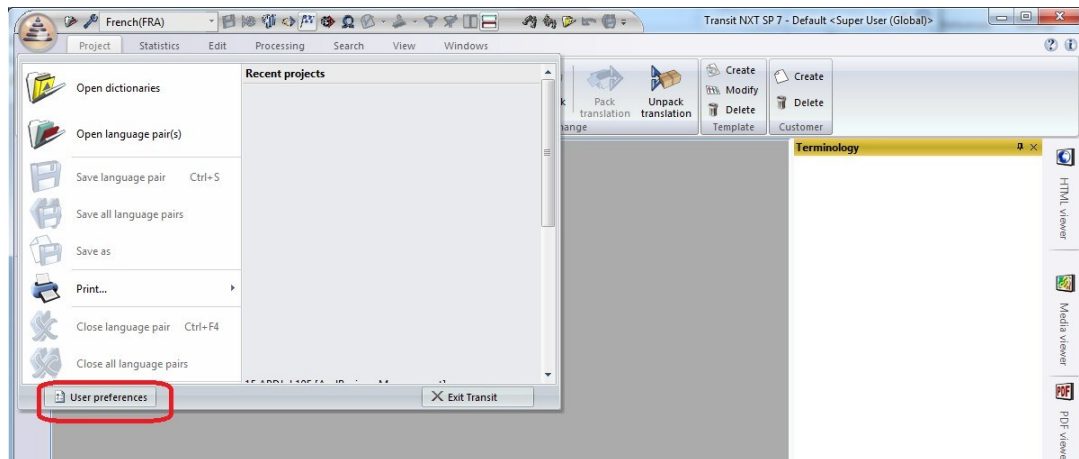 French(FRA)
Transit NXT SP 7 - Default <Super User (Global)>
Project Statistics Edit Processing Search View Windows
Recent projects
Open dictionaries
Open language pair(s)
Save language pair Ctrl+S
Save all language pairs
Save as
Print...
Close language pair Ctrl+F4
Close all language pairs
User preferences
Exit Transit
Pack translation
Unpack translation
Create
Modify
Delete
Template
Create
Delete
Customer
Terminology
HTML viewer
Media viewer
PDF
PDF viewe